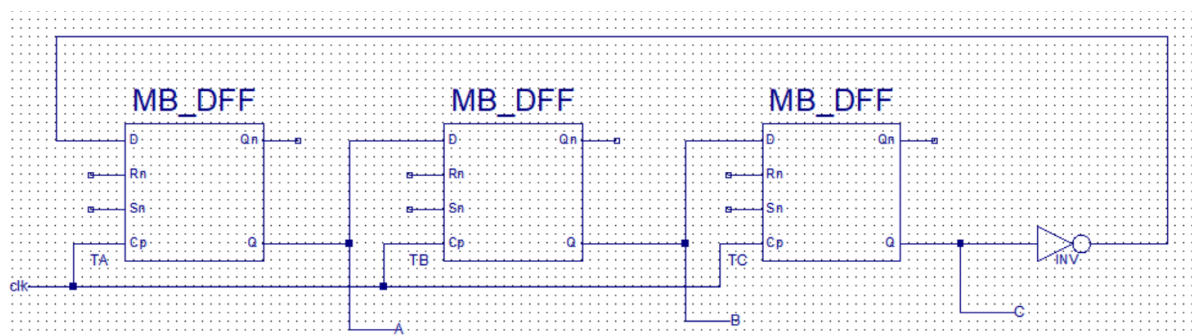 MB_DFF MB_DFF MB_DFF
D Qn D Qn D Qn
Rn Rn Rn
Sn Sn Sn
Cp Q Cp Q Cp Q
TA TB TC INV
clk
A B C